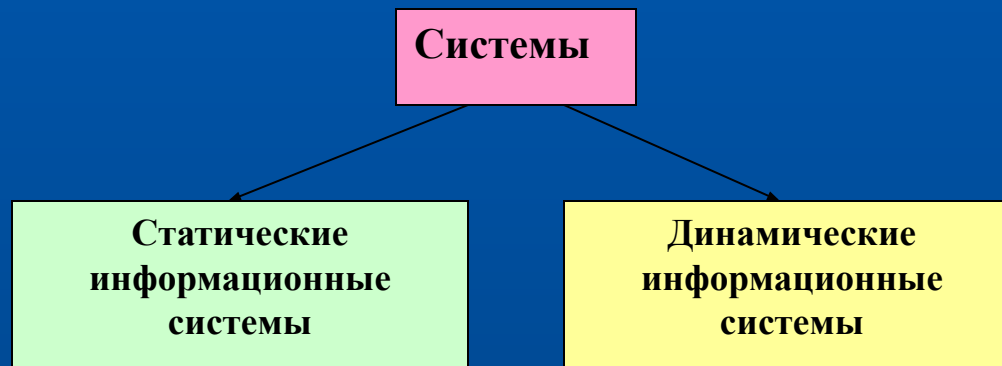 Системы
Статические
информационные
системы
Динамические
информационные
системы